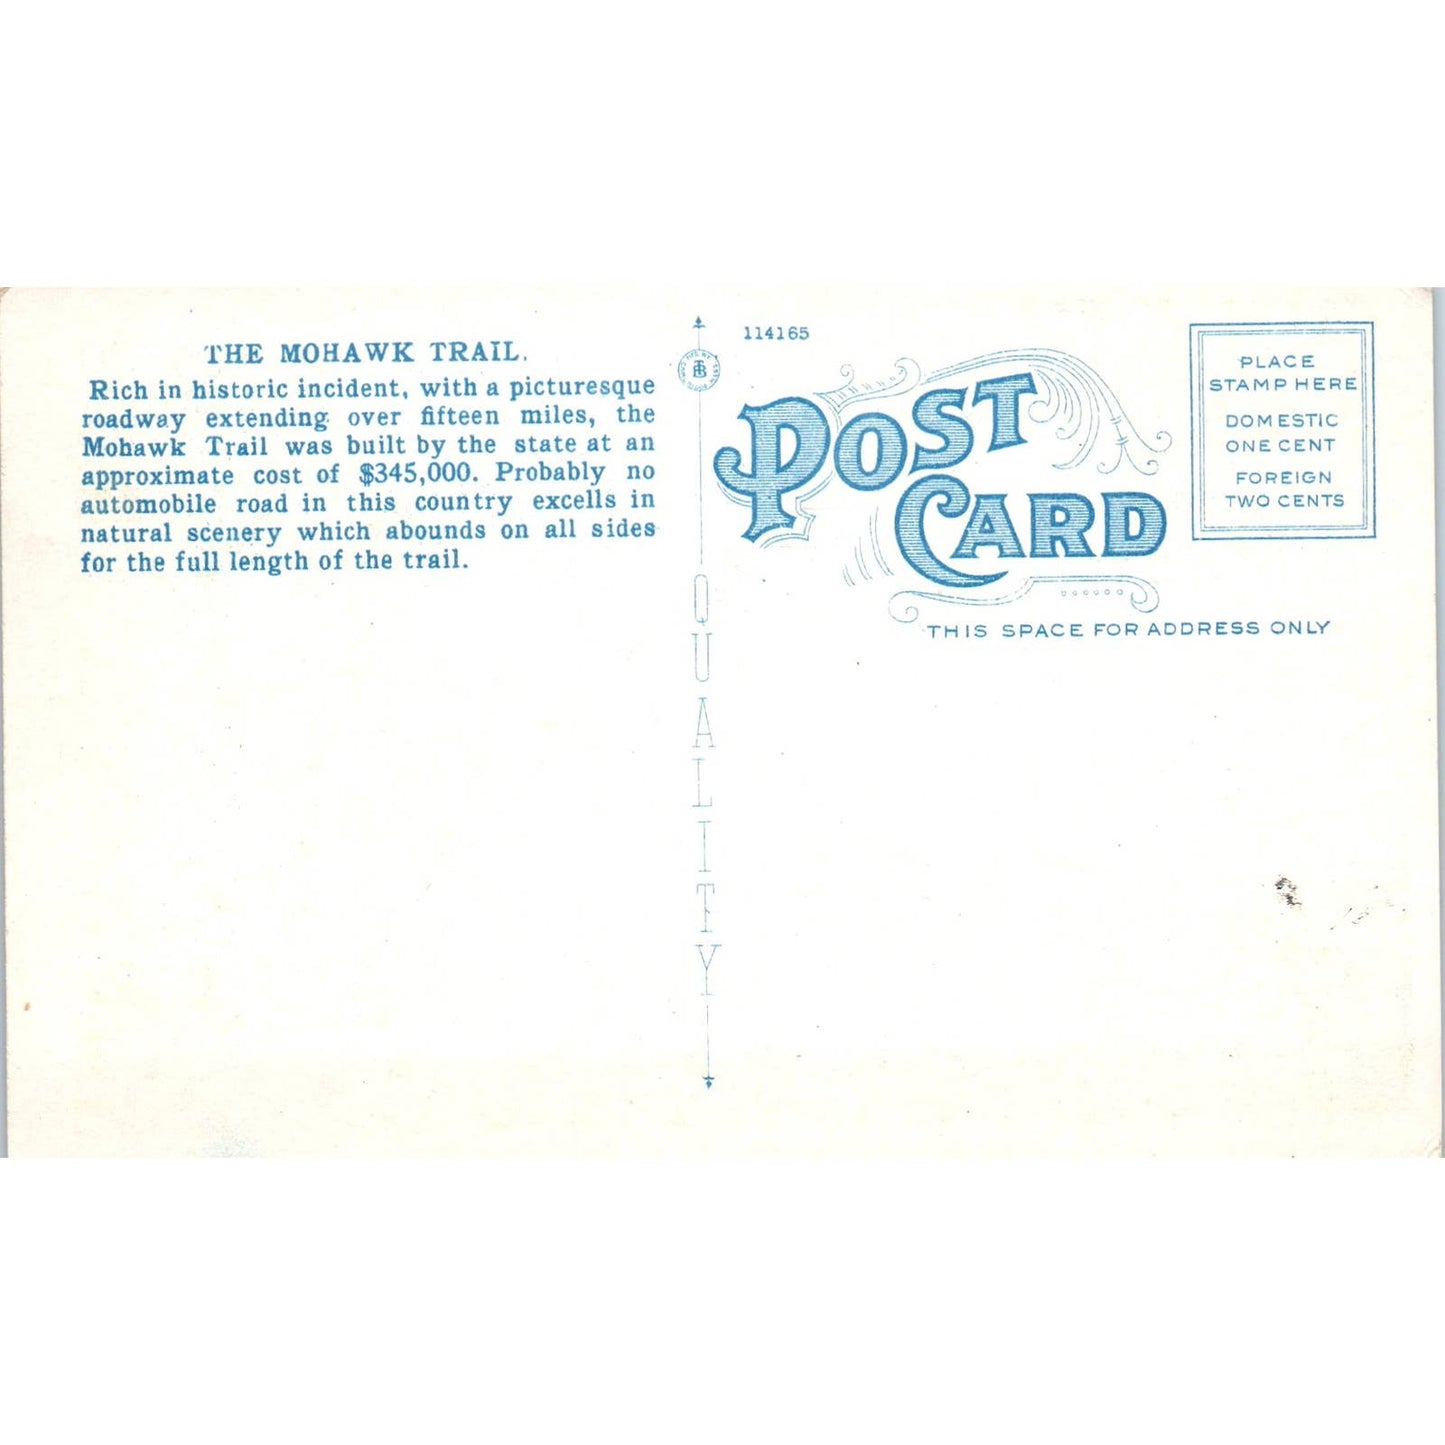 THE MOHAWK TRAIL.
Rich in historic incident, with a picturesque
roadway extending over fifteen miles, the
Mohawk Trail was built by the state at an
approximate cost of $345,000. Probably no
automobile road in this country excells in
natural scenery which abounds on all sides
for the full length of the trail.
QUALITY
114165
POST
CARD
PLACE
STAMP HERE
DOMESTIC
ONE CENT
FOREIGN
TWO CENTS
THIS SPACE FOR ADDRESS ONLY